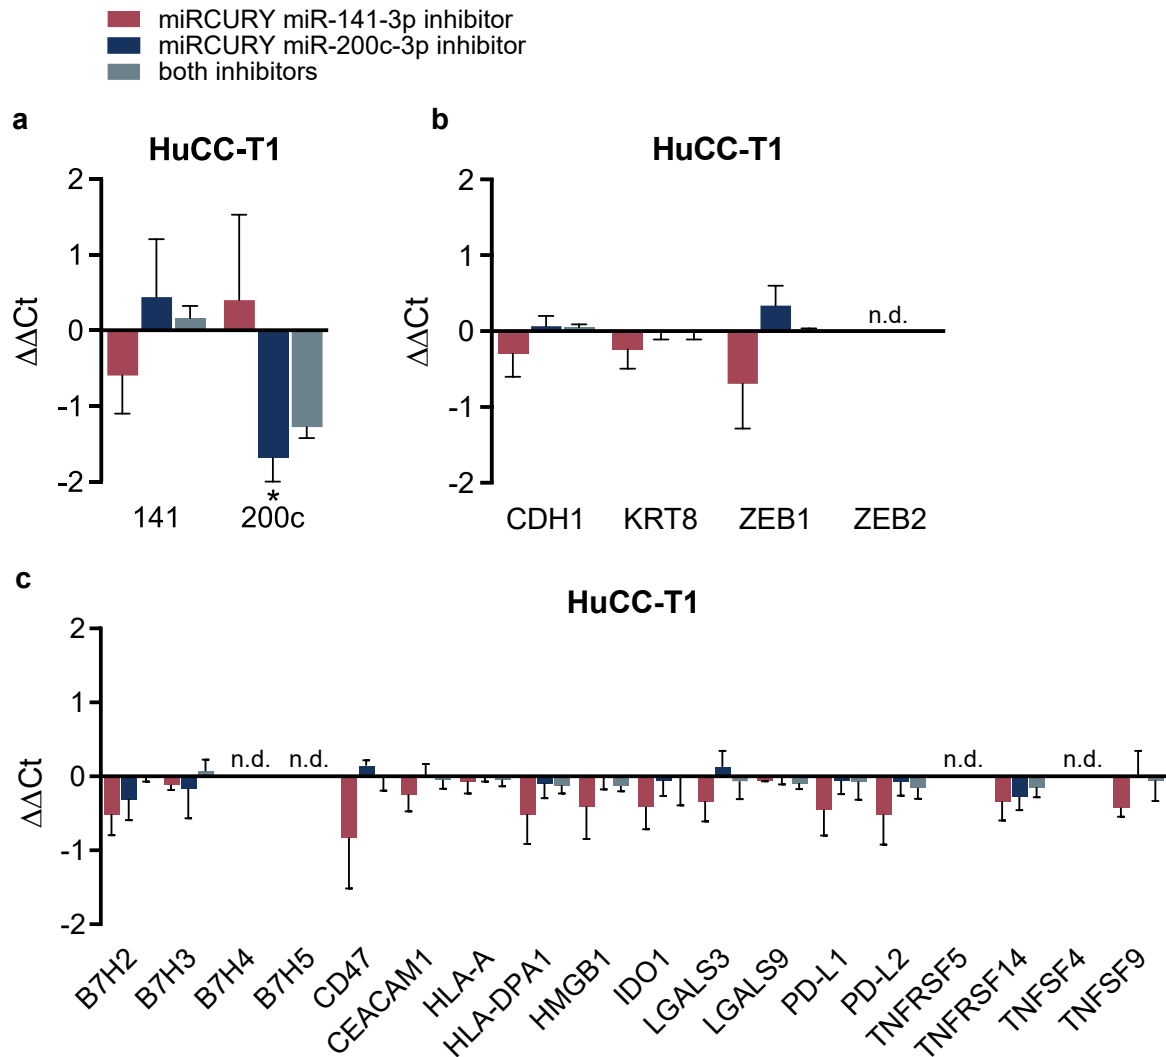 miRCURY miR-141-3p inhibitor
miRCURY miR-200c-3p inhibitor
both inhibitors
a
HuCC-T1
2
1
0
-1
-2
ΔΔCt
*
141
200c
b
HuCC-T1
2
1
0
-1
-2
ΔΔCt
n.d.
CDH1
KRT8
ZEB1
ZEB2
c
HuCC-T1
2
1
0
-1
-2
ΔΔCt
n.d.
n.d.
n.d.
n.d.
B7H2
B7H3
B7H4
B7H5
CD47
CEACAM1
HLA-A
HLA-DPA1
HMGB1
IDO1
LGALS3
LGALS9
PD-L1
PD-L2
TNFRSF5
TNFRSF14
TNFSF4
TNFSF9